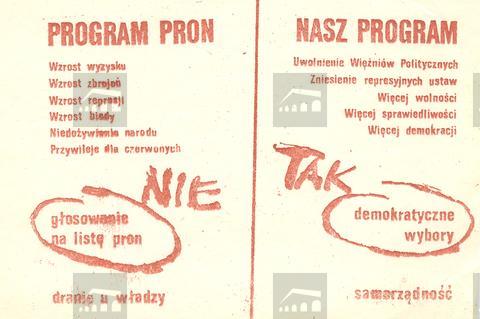 PROGRAM PRON
Wzrost wyzysku
Wzrost zbrojeń
Wzrost represji
Wzrost biedy
Niedożywianie narodu
Przywileje dla czerwonych
NIE
głosowanie
na listę pron
dranie u władzy
NASZ PROGRAM
Uwolnienie Więźniów Politycznych
Zniesienie represyjnych ustaw
Więcej wolności
Więcej sprawiedliwości
Więcej demokracji
TAK
demokratyczne
wybory
samorządność